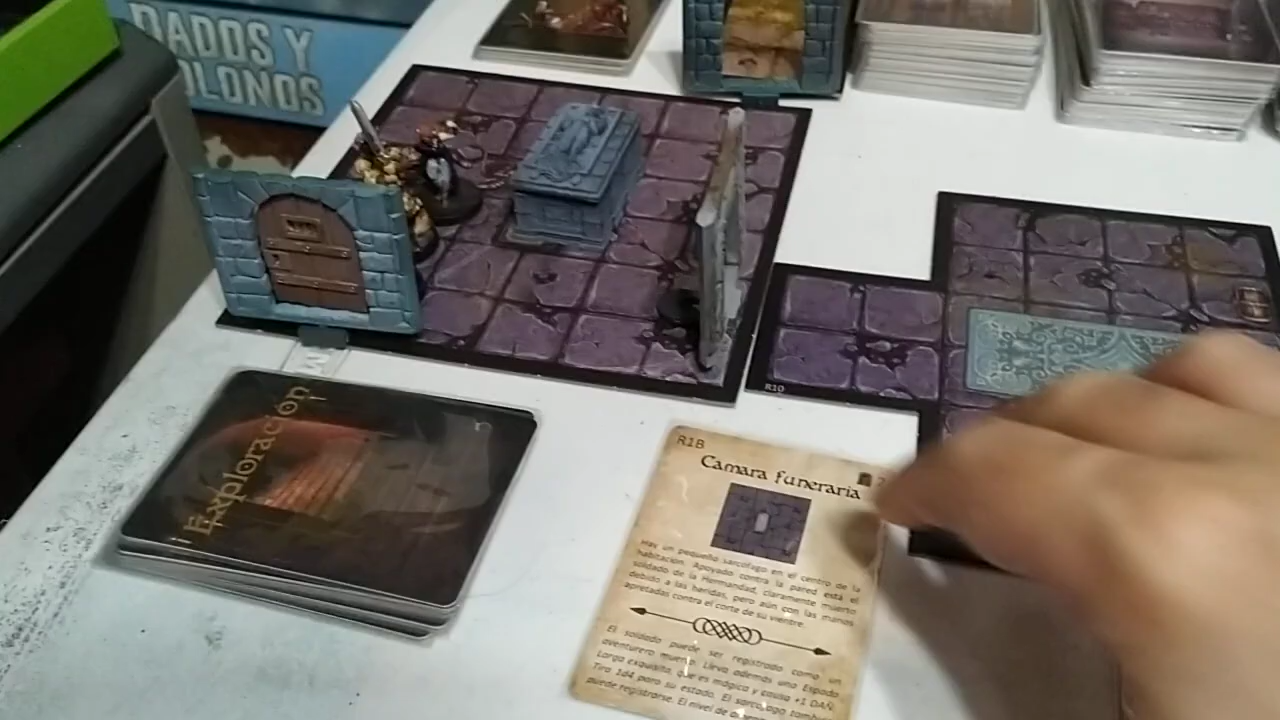 DADOS Y
COLONOS
R10
Exploración
R1B
Camara funeraria
Hay un pequeño sarcófago en el centro de la
habitación. Apoyado contra la pared está el
soldado de la Hermandad, claramente muerto
debido a las heridas, pero aún con las manos
apretadas contra el corte de su vientre.
El soldado puede ser registrado como un
aventurero muerto. Lleva además una Espada
Larga exquisita, que es mágica y causa +1 DAÑ.
Tira 1d4 para su estado. El sarcófago también
puede registrarse. El nivel de